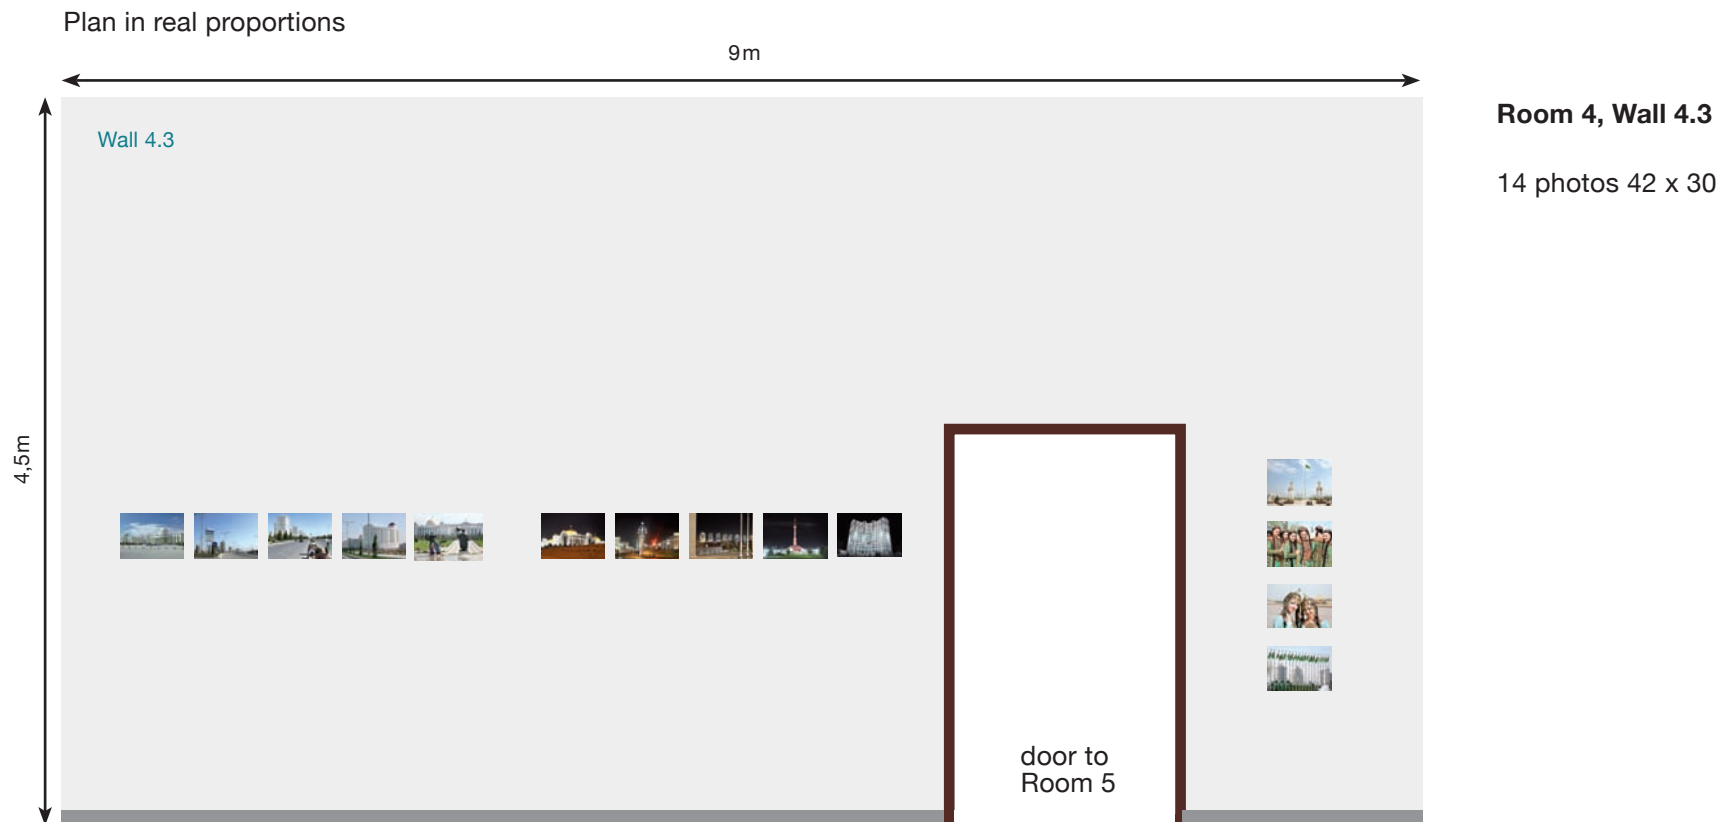 Plan in real proportions
9m
Room 4, Wall 4.3
Wall 4.3
14 photos 42 x 30
4,5m
door to
Room 5